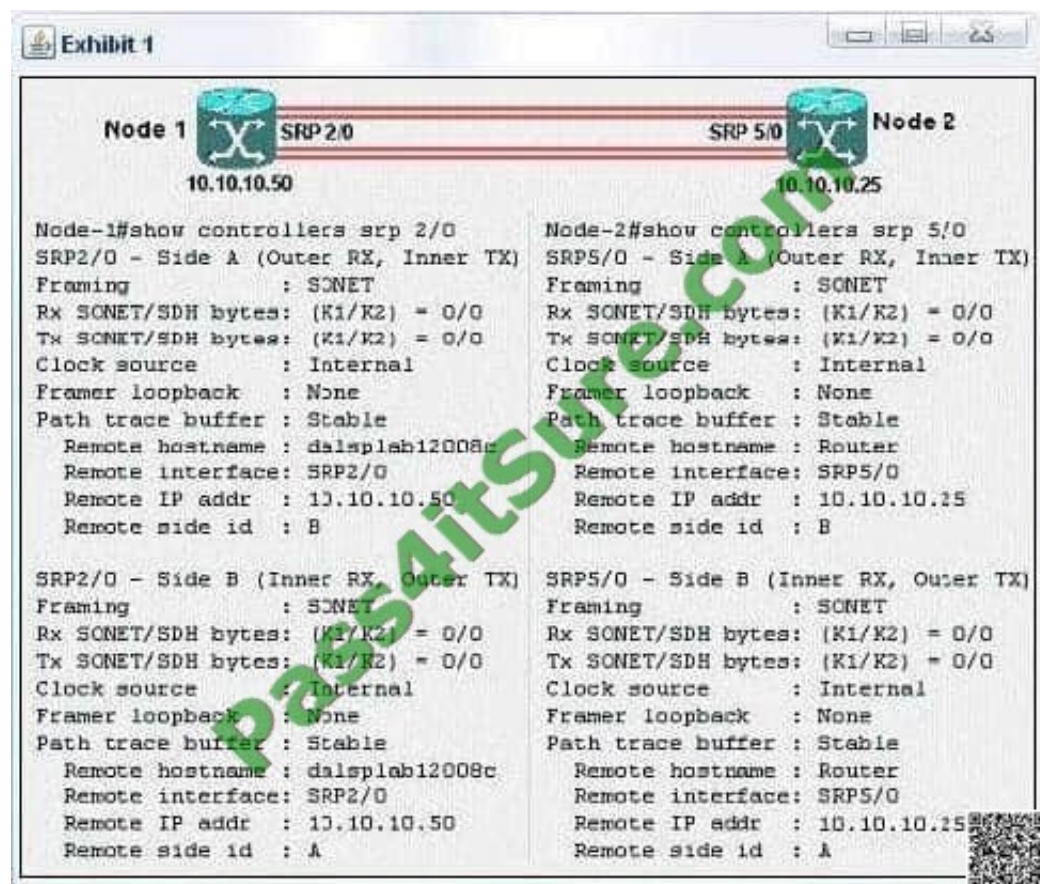 Exhibit 1
Node 1
SRP 2/0
SRP 5/0
Node 2
10.10.10.50
10.10.10.25
Node-1#show controllers srp 2/0
SRP2/0 - Side A (Outer RX, Inner TX)
Framing : SONET
Rx SONET/SDH bytes: (K1/K2) = 0/0
Tx SONET/SDH bytes: (K1/K2) = 0/0
Clock source : Internal
Framer loopback : None
Path trace buffer : Stable
Remote hostname : dalsplab12008c
Remote interface: SRP2/0
Remote IP addr : 10.10.10.50
Remote side id : B
SRP2/0 - Side B (Inner RX, Outer TX)
Framing : SONET
Rx SONET/SDH bytes: (K1/K2) = 0/0
Tx SONET/SDH bytes: (K1/K2) = 0/0
Clock source : Internal
Framer loopback : None
Path trace buffer : Stable
Remote hostname : dalsplab12008c
Remote interface: SRP2/0
Remote IP addr : 10.10.10.50
Remote side id : A
Node-2#show controllers srp 5/0
SRP5/0 - Side A (Outer RX, Inner TX)
Framing : SONET
Rx SONET/SDH bytes: (K1/K2) = 0/0
Tx SONET/SDH bytes: (K1/K2) = 0/0
Clock source : Internal
Framer loopback : None
Path trace buffer : Stable
Remote hostname : Router
Remote interface: SRP5/0
Remote IP addr : 10.10.10.25
Remote side id : B
SRP5/0 - Side B (Inner RX, Outer TX)
Framing : SONET
Rx SONET/SDH bytes: (K1/K2) = 0/0
Tx SONET/SDH bytes: (K1/K2) = 0/0
Clock source : Internal
Framer loopback : None
Path trace buffer : Stable
Remote hostname : Router
Remote interface: SRP5/0
Remote IP addr : 10.10.10.25
Remote side id : A
Pass4itSure.com